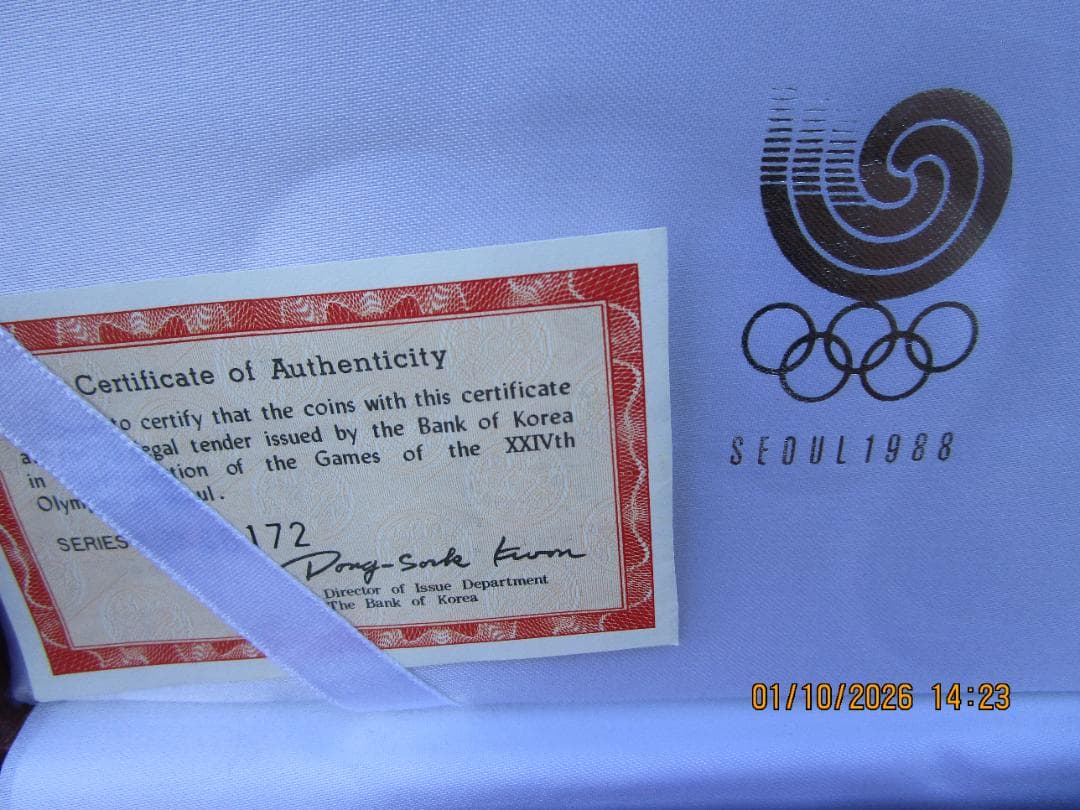 Certificate of Authenticity
to certify that the coins with this certificate
egal tender issued by the Bank of Korea
in tion of the Games of the XXIVth
Olym ul.
SERIES 172
Dong-Sock Kwon
Director of Issue Department
The Bank of Korea
SEOUL 1988
01/10/2026 14:23